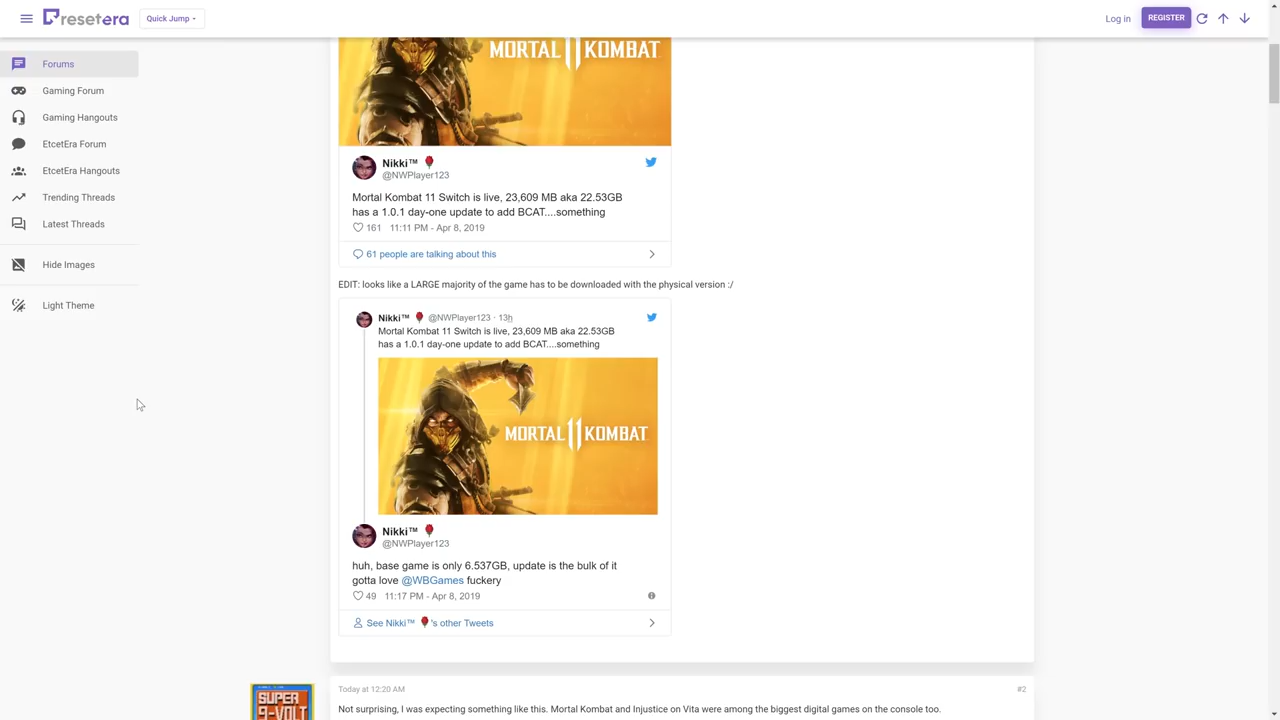 resetera
Quick Jump
Log in
REGISTER
Forums
Gaming Forum
Gaming Hangouts
EtcetEra Forum
EtcetEra Hangouts
Trending Threads
Latest Threads
Hide Images
Light Theme
MORTAL KOMBAT
Nikki™
@NWPlayer123
Mortal Kombat 11 Switch is live, 23,609 MB aka 22.53GB
has a 1.0.1 day-one update to add BCAT....something
161 11:11 PM - Apr 8, 2019
61 people are talking about this
EDIT: looks like a LARGE majority of the game has to be downloaded with the physical version :/
Nikki™ @NWPlayer123 · 13h
Mortal Kombat 11 Switch is live, 23,609 MB aka 22.53GB
has a 1.0.1 day-one update to add BCAT....something
MORTAL 11 KOMBAT
Nikki™
@NWPlayer123
huh, base game is only 6.537GB, update is the bulk of it
gotta love @WBGames fuckery
49 11:17 PM - Apr 8, 2019
See Nikki™ 's other Tweets
Today at 12:20 AM
#2
SUPER
9-VOLT
Not surprising, I was expecting something like this. Mortal Kombat and Injustice on Vita were among the biggest digital games on the console too.